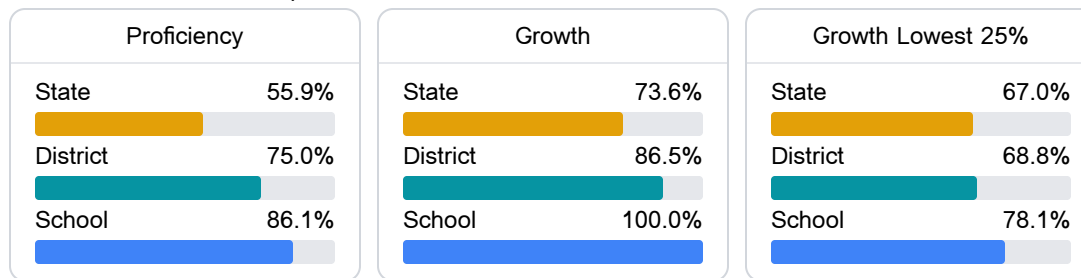 Proficiency
State 55.9%
District 75.0%
School 86.1%
Growth
State 73.6%
District 86.5%
School 100.0%
Growth Lowest 25%
State 67.0%
District 68.8%
School 78.1%